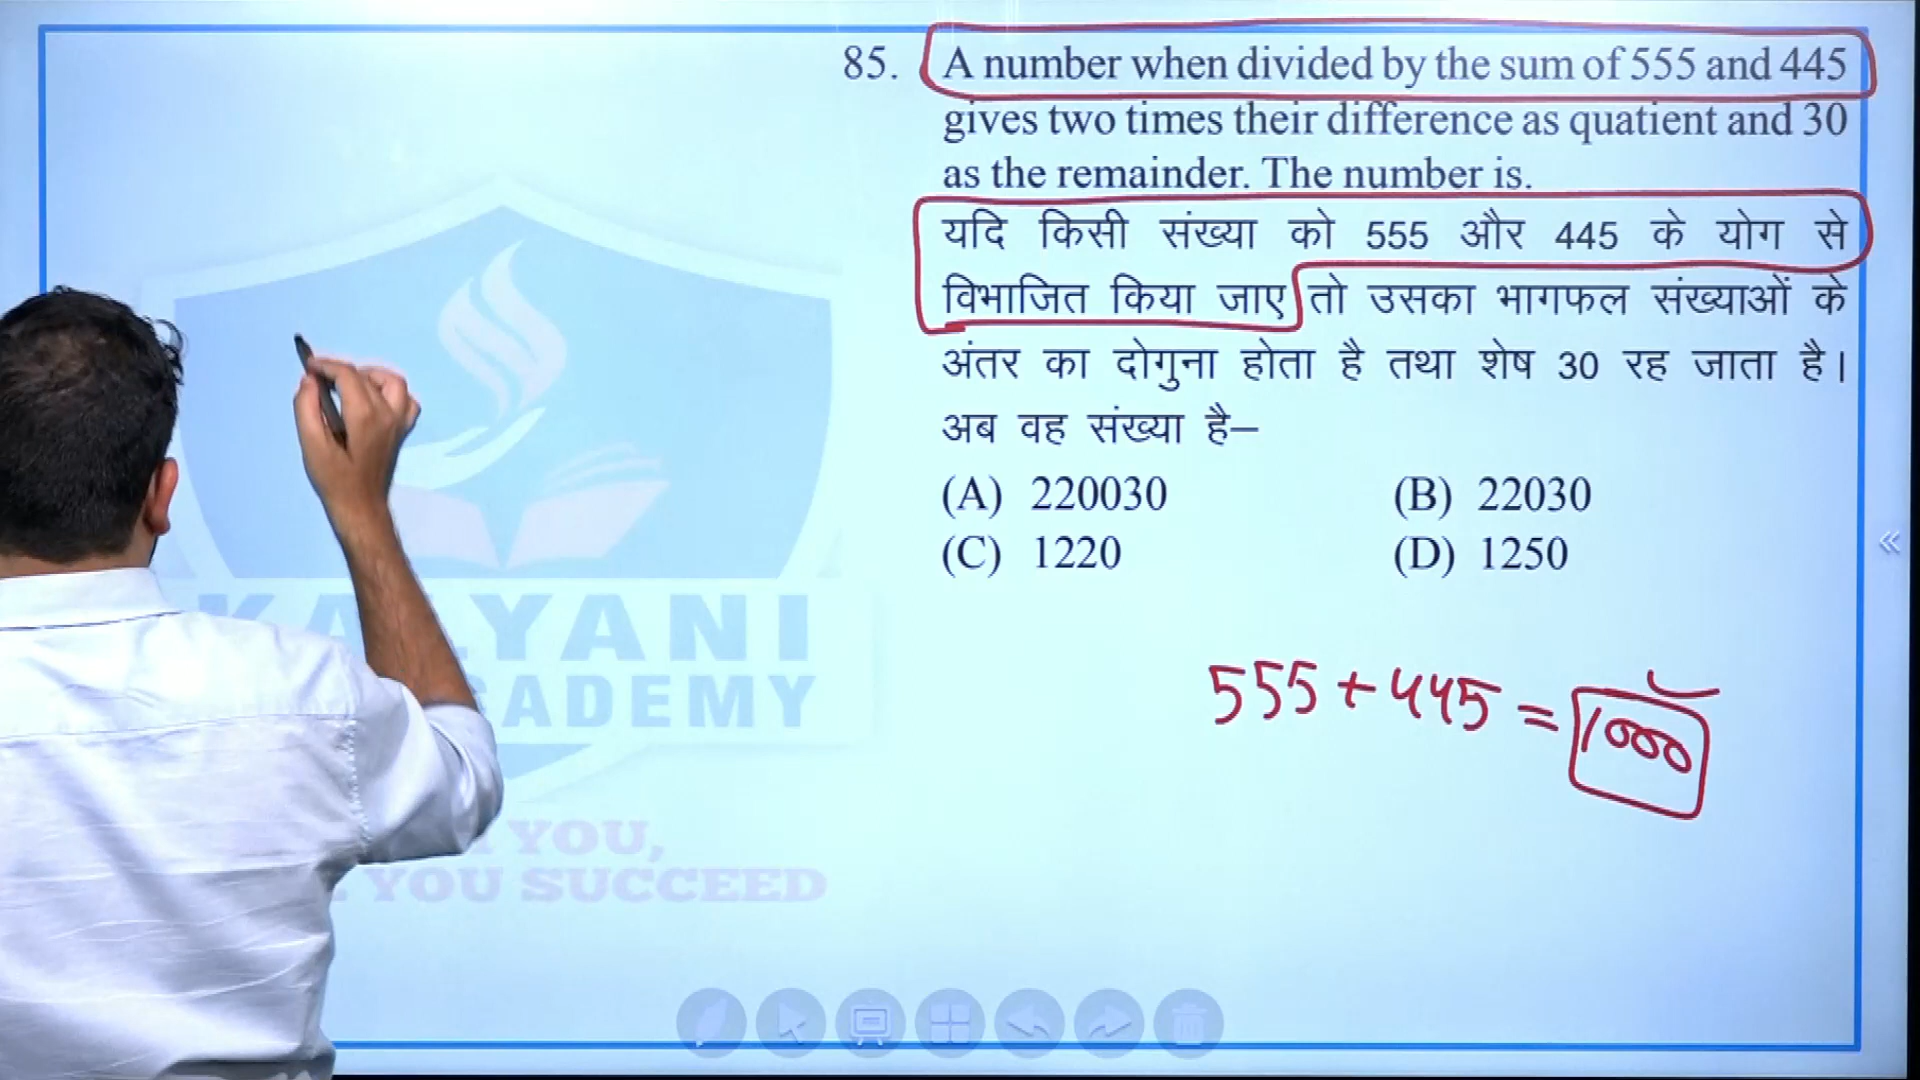 85. A number when divided by the sum of 555 and 445
gives two times their difference as quatient and 30
as the remainder. The number is.
यदि किसी संख्या को 555 और 445 के योग से
विभाजित किया जाए तो उसका भागफल संख्याओं के
अंतर का दोगुना होता है तथा शेष 30 रह जाता है।
अब वह संख्या है–
(A) 220030 (B) 22030
(C) 1220 (D) 1250
555 + 445 = 1000
KALYANI
ACADEMY
YOU,
YOU SUCCEED